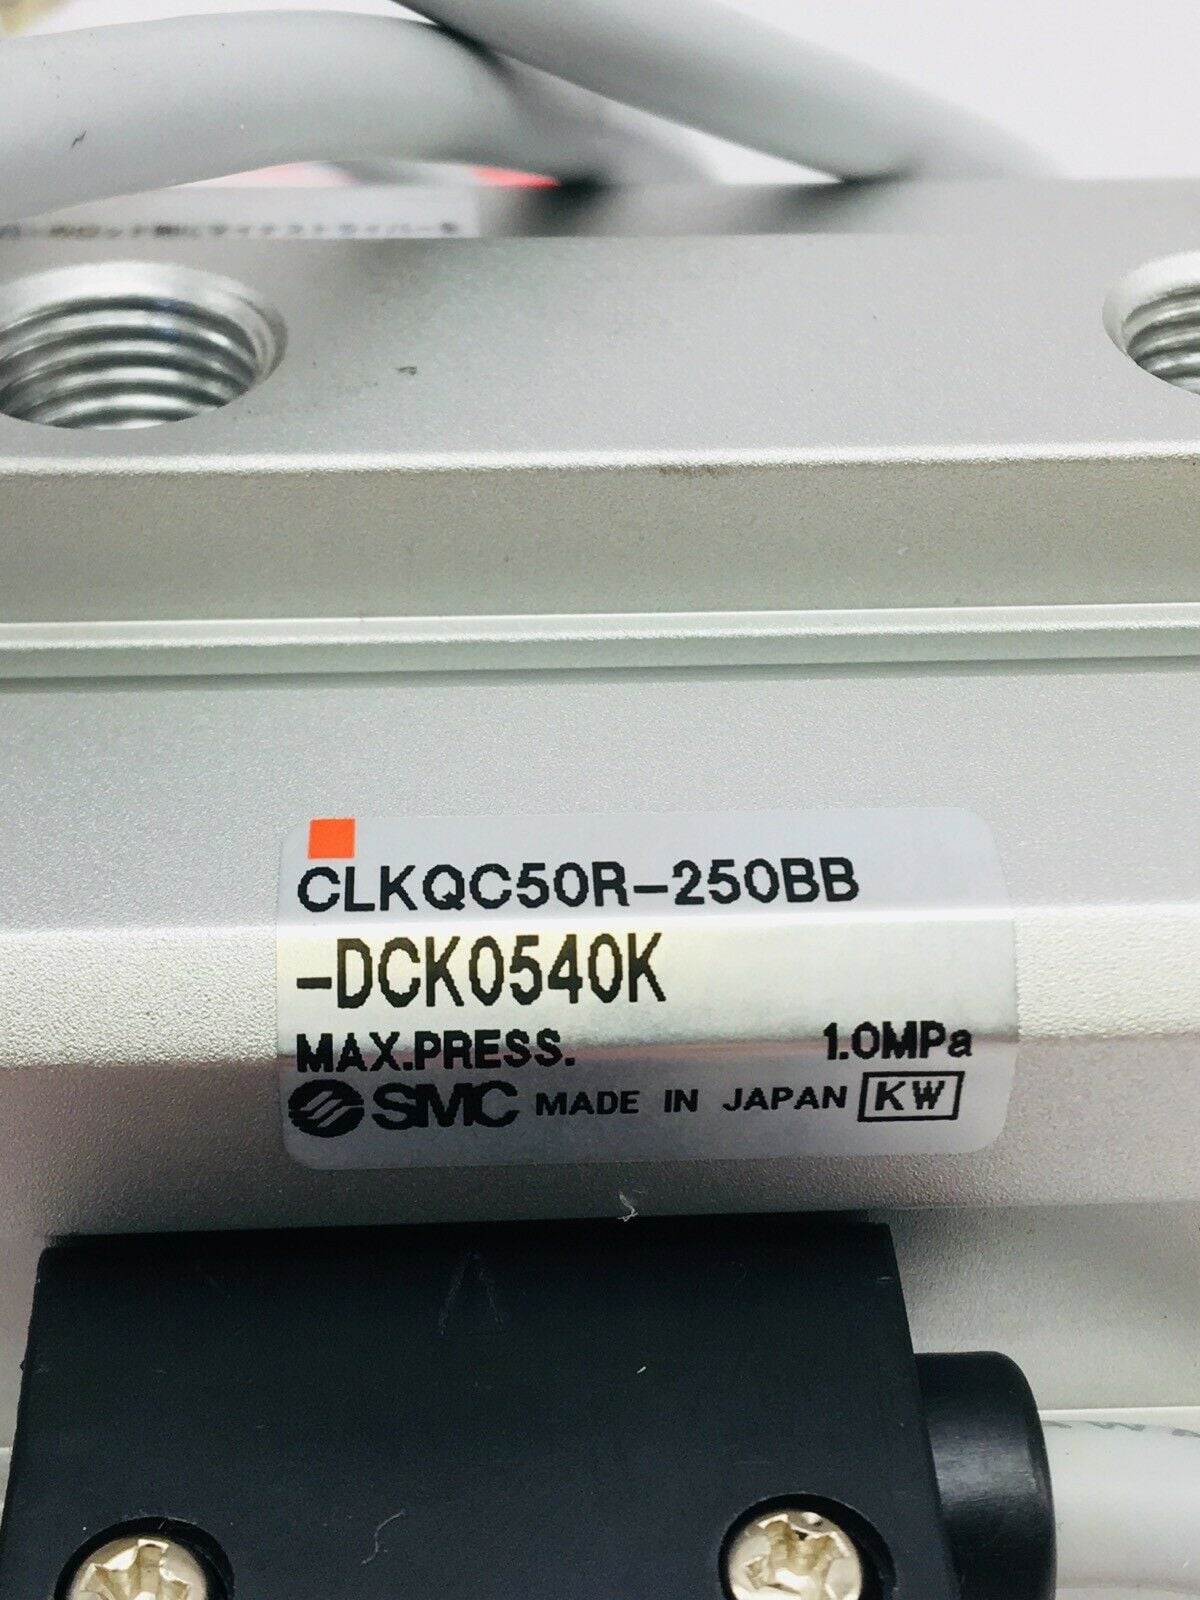 CLKQC50R-250BB
-DCK0540K
MAX.PRESS. 1.0MPa
SMC MADE IN JAPAN KW